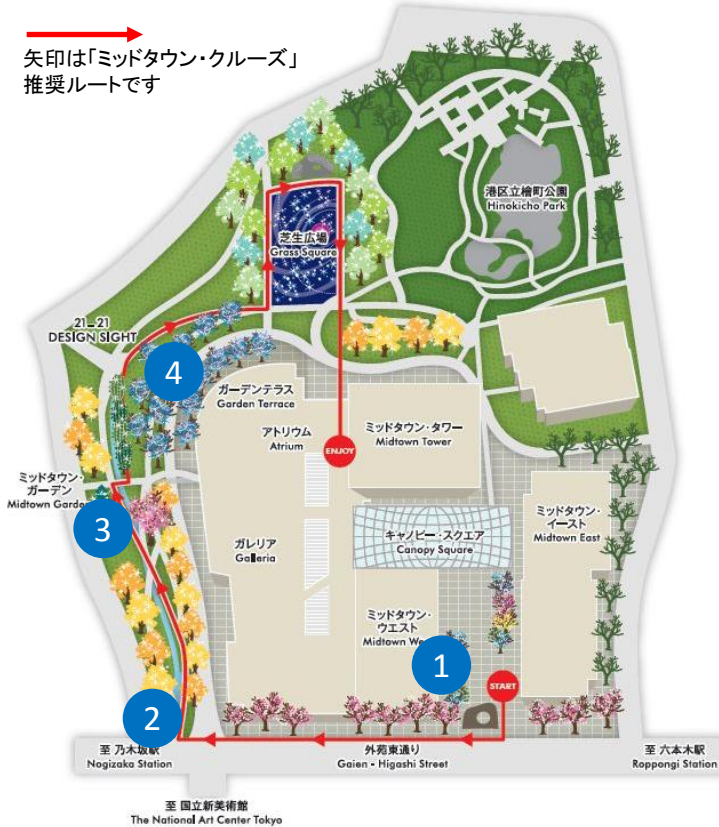 矢印は「ミッドタウン・クルーズ」
推奨ルートです
港区立檜町公園
Hinokicho Park
芝生広場
Grass Square
21_21
DESIGN SIGHT
4
ガーデンテラス
Garden Terrace
アトリウム
Atrium
ミッドタウン・タワー
Midtown Tower
ENJOY
ミッドタウン・
ガーデン
Midtown Garde
3
ガレリア
Galleria
キャノピー・スクエア
Canopy Square
ミッドタウン・
イースト
Midtown East
ミッドタウン・
ウエスト
Midtown We
1
START
2
至 乃木坂駅
Nogizaka Station
外苑東通り
Gaien - Higashi Street
至 六本木駅
Roppongi Station
至 国立新美術館
The National Art Center Tokyo